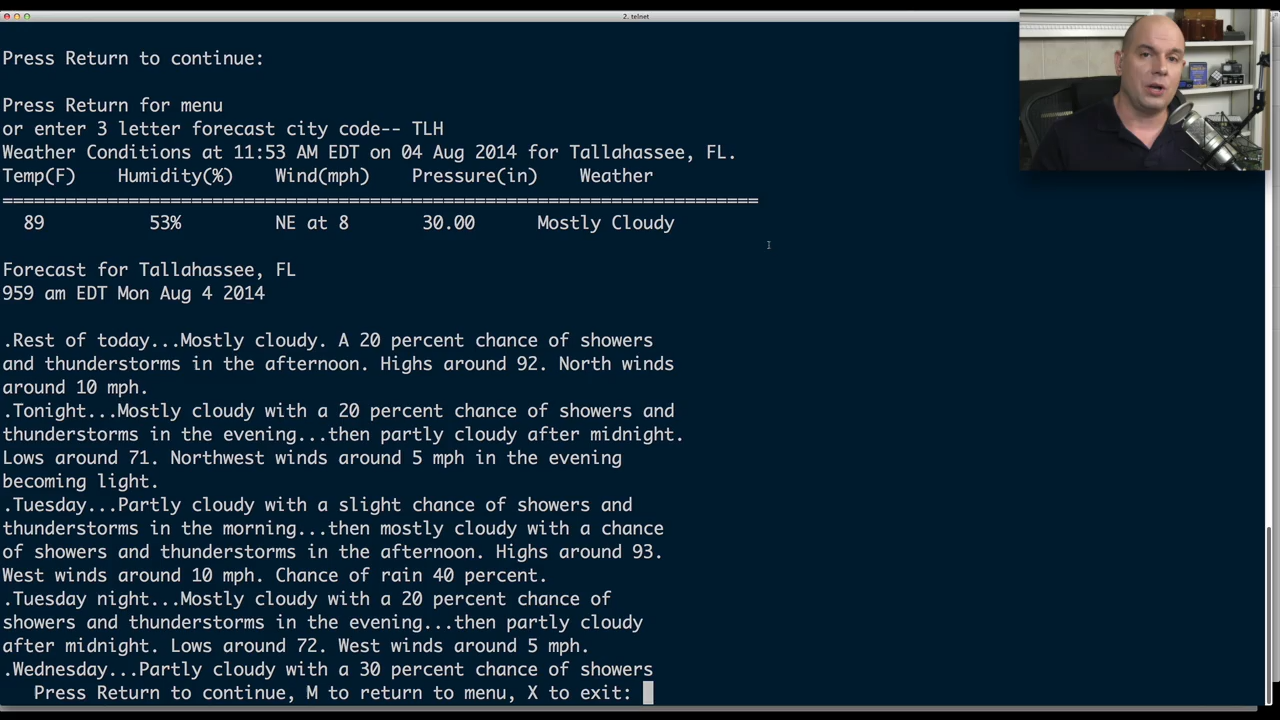 2. telnet
Press Return to continue:
Press Return for menu
or enter 3 letter forecast city code-- TLH
Weather Conditions at 11:53 AM EDT on 04 Aug 2014 for Tallahassee, FL.
Temp(F) Humidity(%) Wind(mph) Pressure(in) Weather
========================================================================
89 53% NE at 8 30.00 Mostly Cloudy
Forecast for Tallahassee, FL
959 am EDT Mon Aug 4 2014
.Rest of today...Mostly cloudy. A 20 percent chance of showers
and thunderstorms in the afternoon. Highs around 92. North winds
around 10 mph.
.Tonight...Mostly cloudy with a 20 percent chance of showers and
thunderstorms in the evening...then partly cloudy after midnight.
Lows around 71. Northwest winds around 5 mph in the evening
becoming light.
.Tuesday...Partly cloudy with a slight chance of showers and
thunderstorms in the morning...then mostly cloudy with a chance
of showers and thunderstorms in the afternoon. Highs around 93.
West winds around 10 mph. Chance of rain 40 percent.
.Tuesday night...Mostly cloudy with a 20 percent chance of
showers and thunderstorms in the evening...then partly cloudy
after midnight. Lows around 72. West winds around 5 mph.
.Wednesday...Partly cloudy with a 30 percent chance of showers
Press Return to continue, M to return to menu, X to exit: